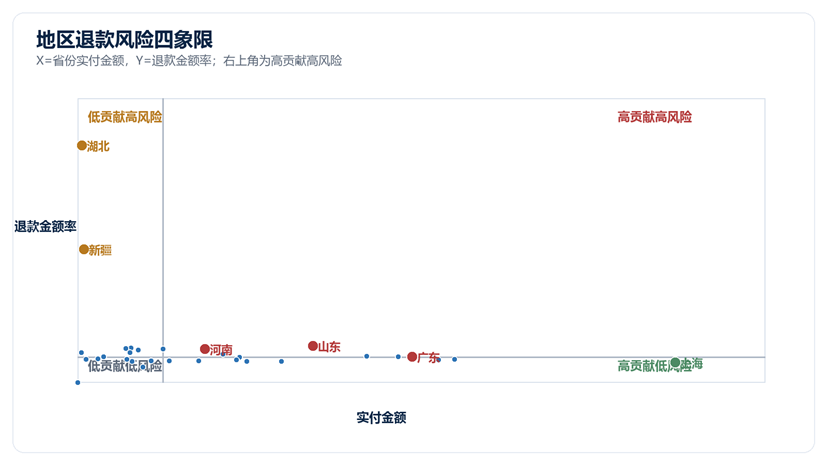 地区退款风险四象限
X=省份实付金额，Y=退款金额率；右上角为高贡献高风险
低贡献高风险
高贡献高风险
湖北
退款金额率
新疆
河南
山东
广东
低贡献低风险
高贡献低风险
上海
实付金额